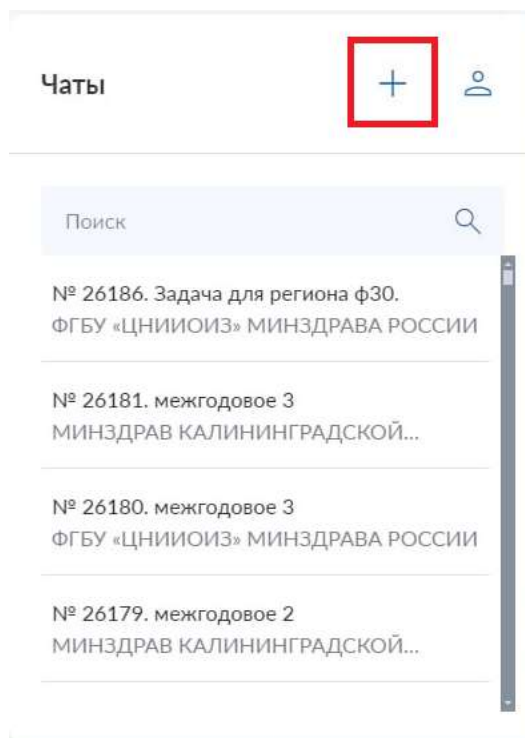 Чаты
Поиск
№ 26186. Задача для региона ф30.
ФГБУ «ЦНИИОИЗ» МИНЗДРАВА РОССИИ
№ 26181. межгодовое 3
МИНЗДРАВ КАЛИНИНГРАДСКОЙ...
№ 26180. межгодовое 3
ФГБУ «ЦНИИОИЗ» МИНЗДРАВА РОССИИ
№ 26179. межгодовое 2
МИНЗДРАВ КАЛИНИНГРАДСКОЙ...